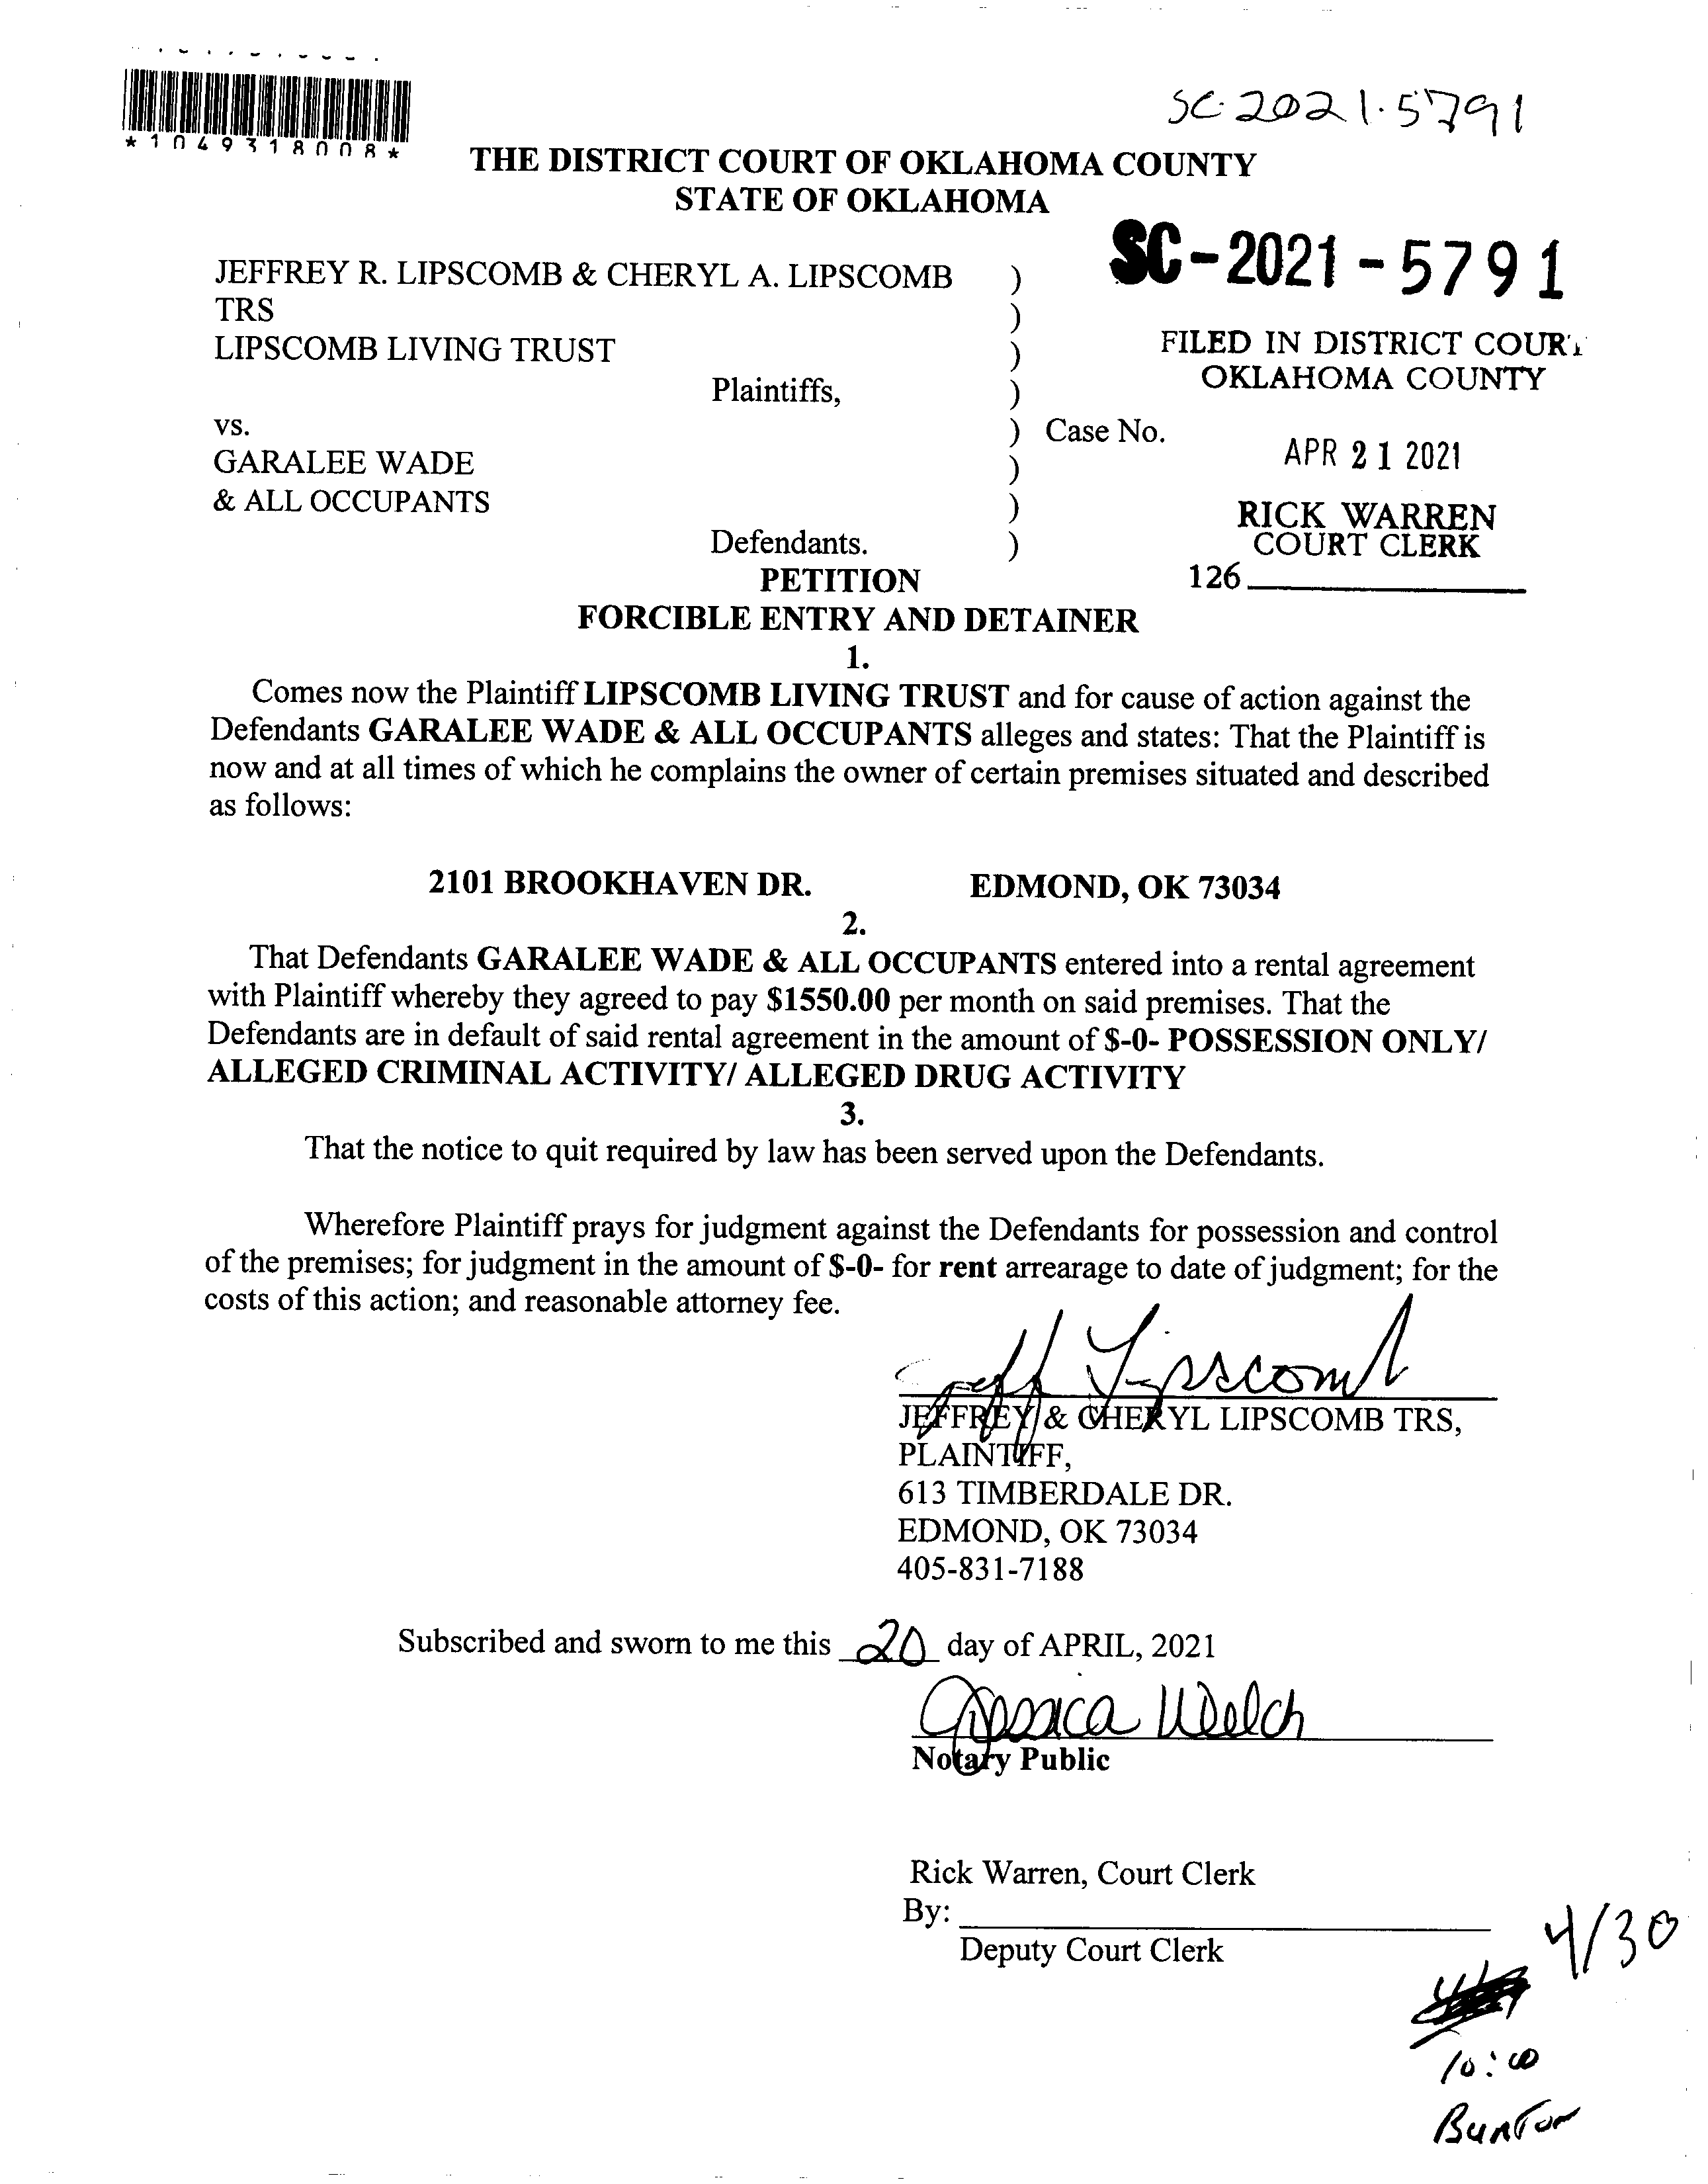 *1049318008*
SC-2021-5791
THE DISTRICT COURT OF OKLAHOMA COUNTY
STATE OF OKLAHOMA
SC-2021-5791
JEFFREY R. LIPSCOMB & CHERYL A. LIPSCOMB )
TRS )
LIPSCOMB LIVING TRUST )
FILED IN DISTRICT COURT
OKLAHOMA COUNTY
Plaintiffs, )
vs. ) Case No.
APR 21 2021
GARALEE WADE )
& ALL OCCUPANTS )
RICK WARREN
COURT CLERK
Defendants. )
126
PETITION
FORCIBLE ENTRY AND DETAINER
1.
Comes now the Plaintiff LIPSCOMB LIVING TRUST and for cause of action against the
Defendants GARALEE WADE & ALL OCCUPANTS alleges and states: That the Plaintiff is
now and at all times of which he complains the owner of certain premises situated and described
as follows:
2101 BROOKHAVEN DR. EDMOND, OK 73034
2.
That Defendants GARALEE WADE & ALL OCCUPANTS entered into a rental agreement
with Plaintiff whereby they agreed to pay $1550.00 per month on said premises. That the
Defendants are in default of said rental agreement in the amount of $-0- POSSESSION ONLY/
ALLEGED CRIMINAL ACTIVITY/ ALLEGED DRUG ACTIVITY
3.
That the notice to quit required by law has been served upon the Defendants.
Wherefore Plaintiff prays for judgment against the Defendants for possession and control
of the premises; for judgment in the amount of $-0- for rent arrearage to date of judgment; for the
costs of this action; and reasonable attorney fee.
Jeff Lipscomb
JEFFREY & CHERYL LIPSCOMB TRS,
PLAINTIFF,
613 TIMBERDALE DR.
EDMOND, OK 73034
405-831-7188
Subscribed and sworn to me this 20 day of APRIL, 2021
Jessica Welch
Notary Public
Rick Warren, Court Clerk
By:
Deputy Court Clerk
4/30
10:00